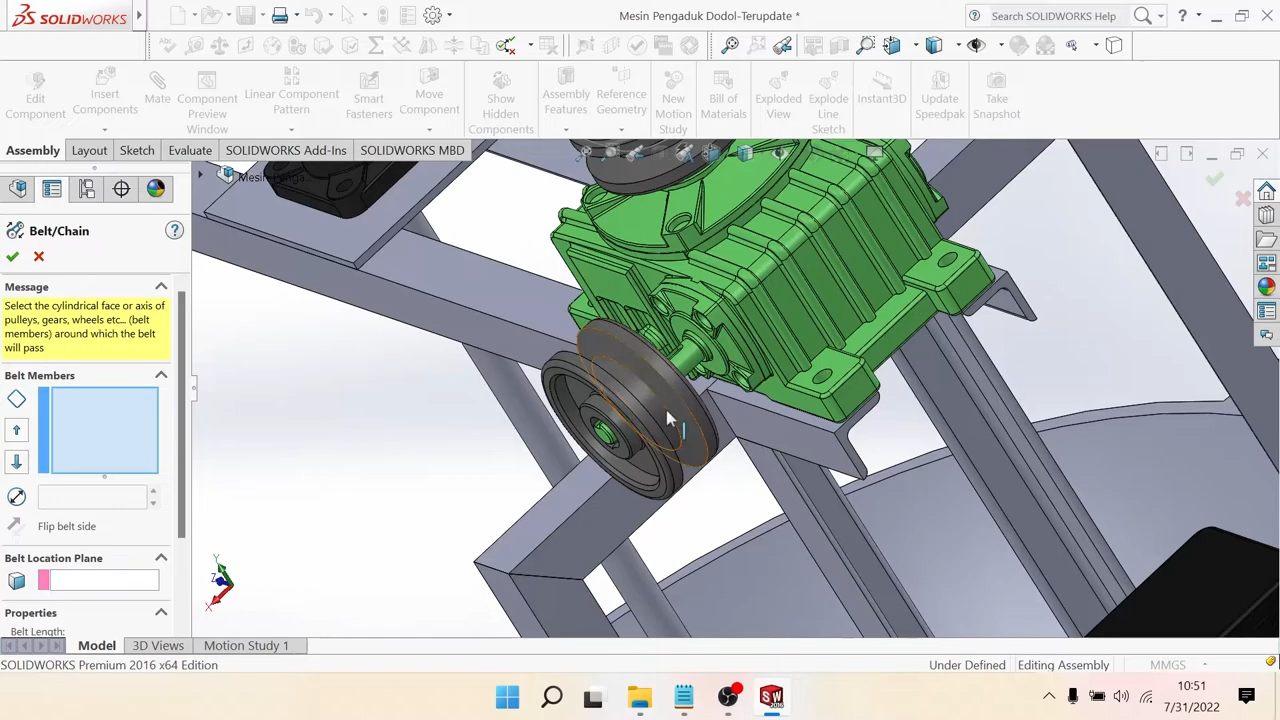 SOLIDWORKS
Mesin Pengaduk Dodol-Terupdate *
Search SOLIDWORKS Help
?
Edit Component
Insert Components
Mate
Component Preview Window
Linear Component Pattern
Smart Fasteners
Move Component
Show Hidden Components
Assembly Features
Reference Geometry
New Motion Study
Bill of Materials
Exploded View
Explode Line Sketch
Instant3D
Update Speedpak
Take Snapshot
Assembly
Layout
Sketch
Evaluate
SOLIDWORKS Add-Ins
SOLIDWORKS MBD
Mesin Penga...
Belt/Chain
?
Message
Select the cylindrical face or axis of
pulleys, gears, wheels etc... (belt
members) around which the belt
will pass
Belt Members
Flip belt side
Belt Location Plane
Properties
Belt Length:
Y
Z
X
Model
3D Views
Motion Study 1
SOLIDWORKS Premium 2016 x64 Edition
Under Defined
Editing Assembly
MMGS
SW
2016
10:51
7/31/2022